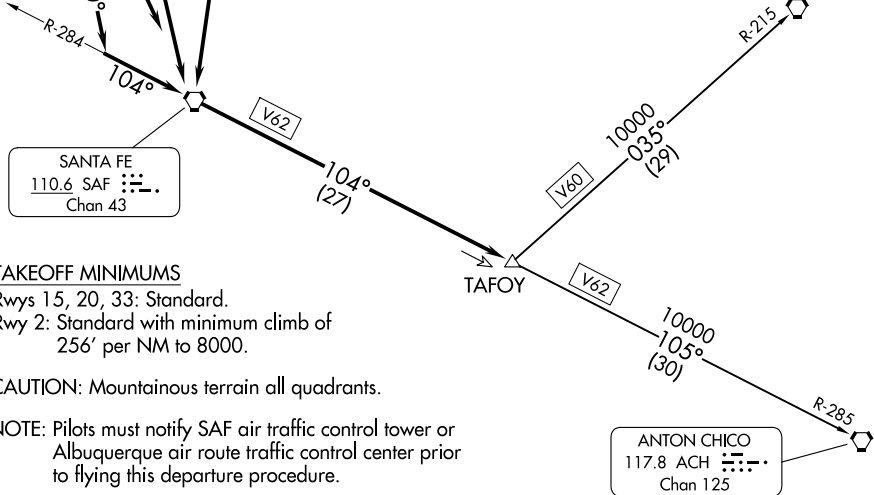 R-215
R-284
104°
V62
SANTA FE
110.6 SAF
Chan 43
104°
(27)
10000
035°
(29)
V60
TAFOY
V62
10000
105°
(30)
R-285
ANTON CHICO
117.8 ACH
Chan 125
TAKEOFF MINIMUMS
Rwys 15, 20, 33: Standard.
Rwy 2: Standard with minimum climb of
256' per NM to 8000.
CAUTION: Mountainous terrain all quadrants.
NOTE: Pilots must notify SAF air traffic control tower or
Albuquerque air route traffic control center prior
to flying this departure procedure.